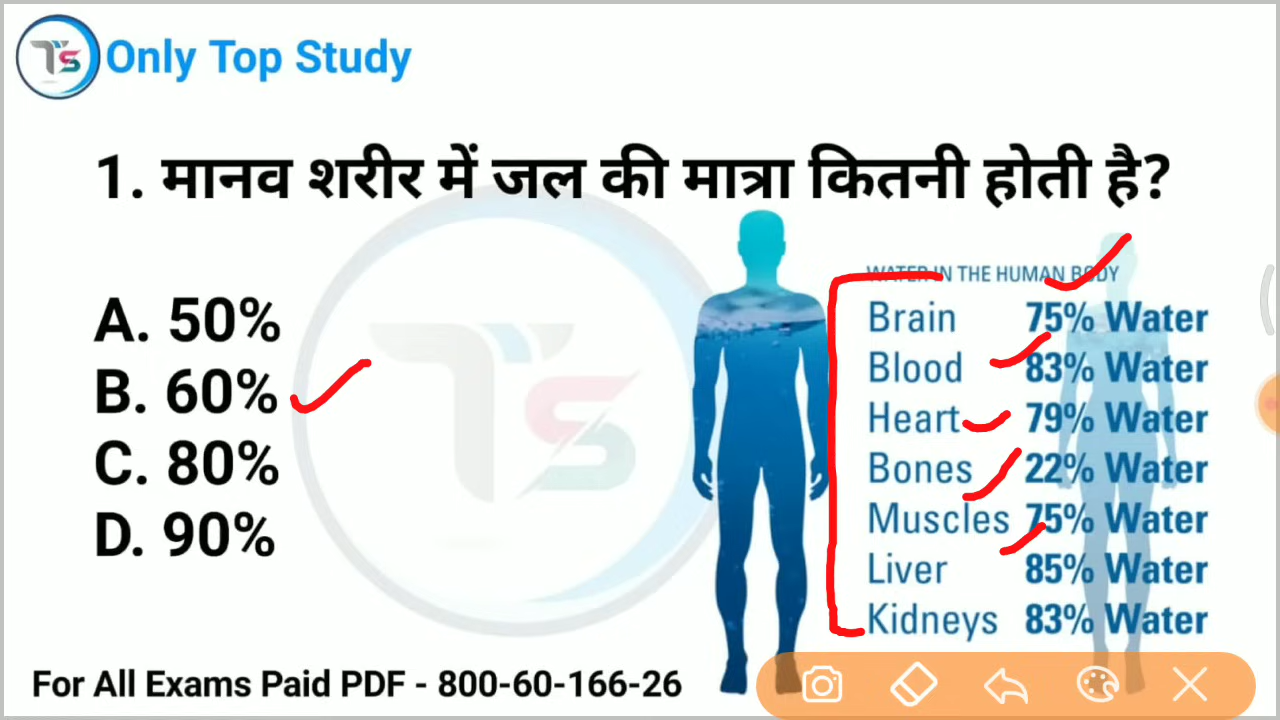 TS Only Top Study
1. मानव शरीर में जल की मात्रा कितनी होती है?
A. 50%
B. 60%
C. 80%
D. 90%
TS
WATER IN THE HUMAN BODY
Brain 75% Water
Blood 83% Water
Heart 79% Water
Bones 22% Water
Muscles 75% Water
Liver 85% Water
Kidneys 83% Water
For All Exams Paid PDF - 800-60-166-26